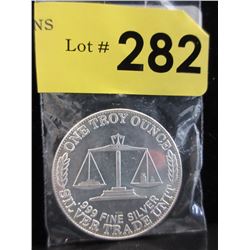 NS
Lot # 282
ONE TROY OUNCE
.999 FINE SILVER
SILVER TRADE UNIT